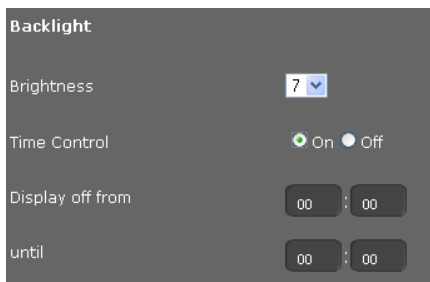 Backlight
Brightness 7
Time Control On Off
Display off from 00 : 00
until 00 : 00